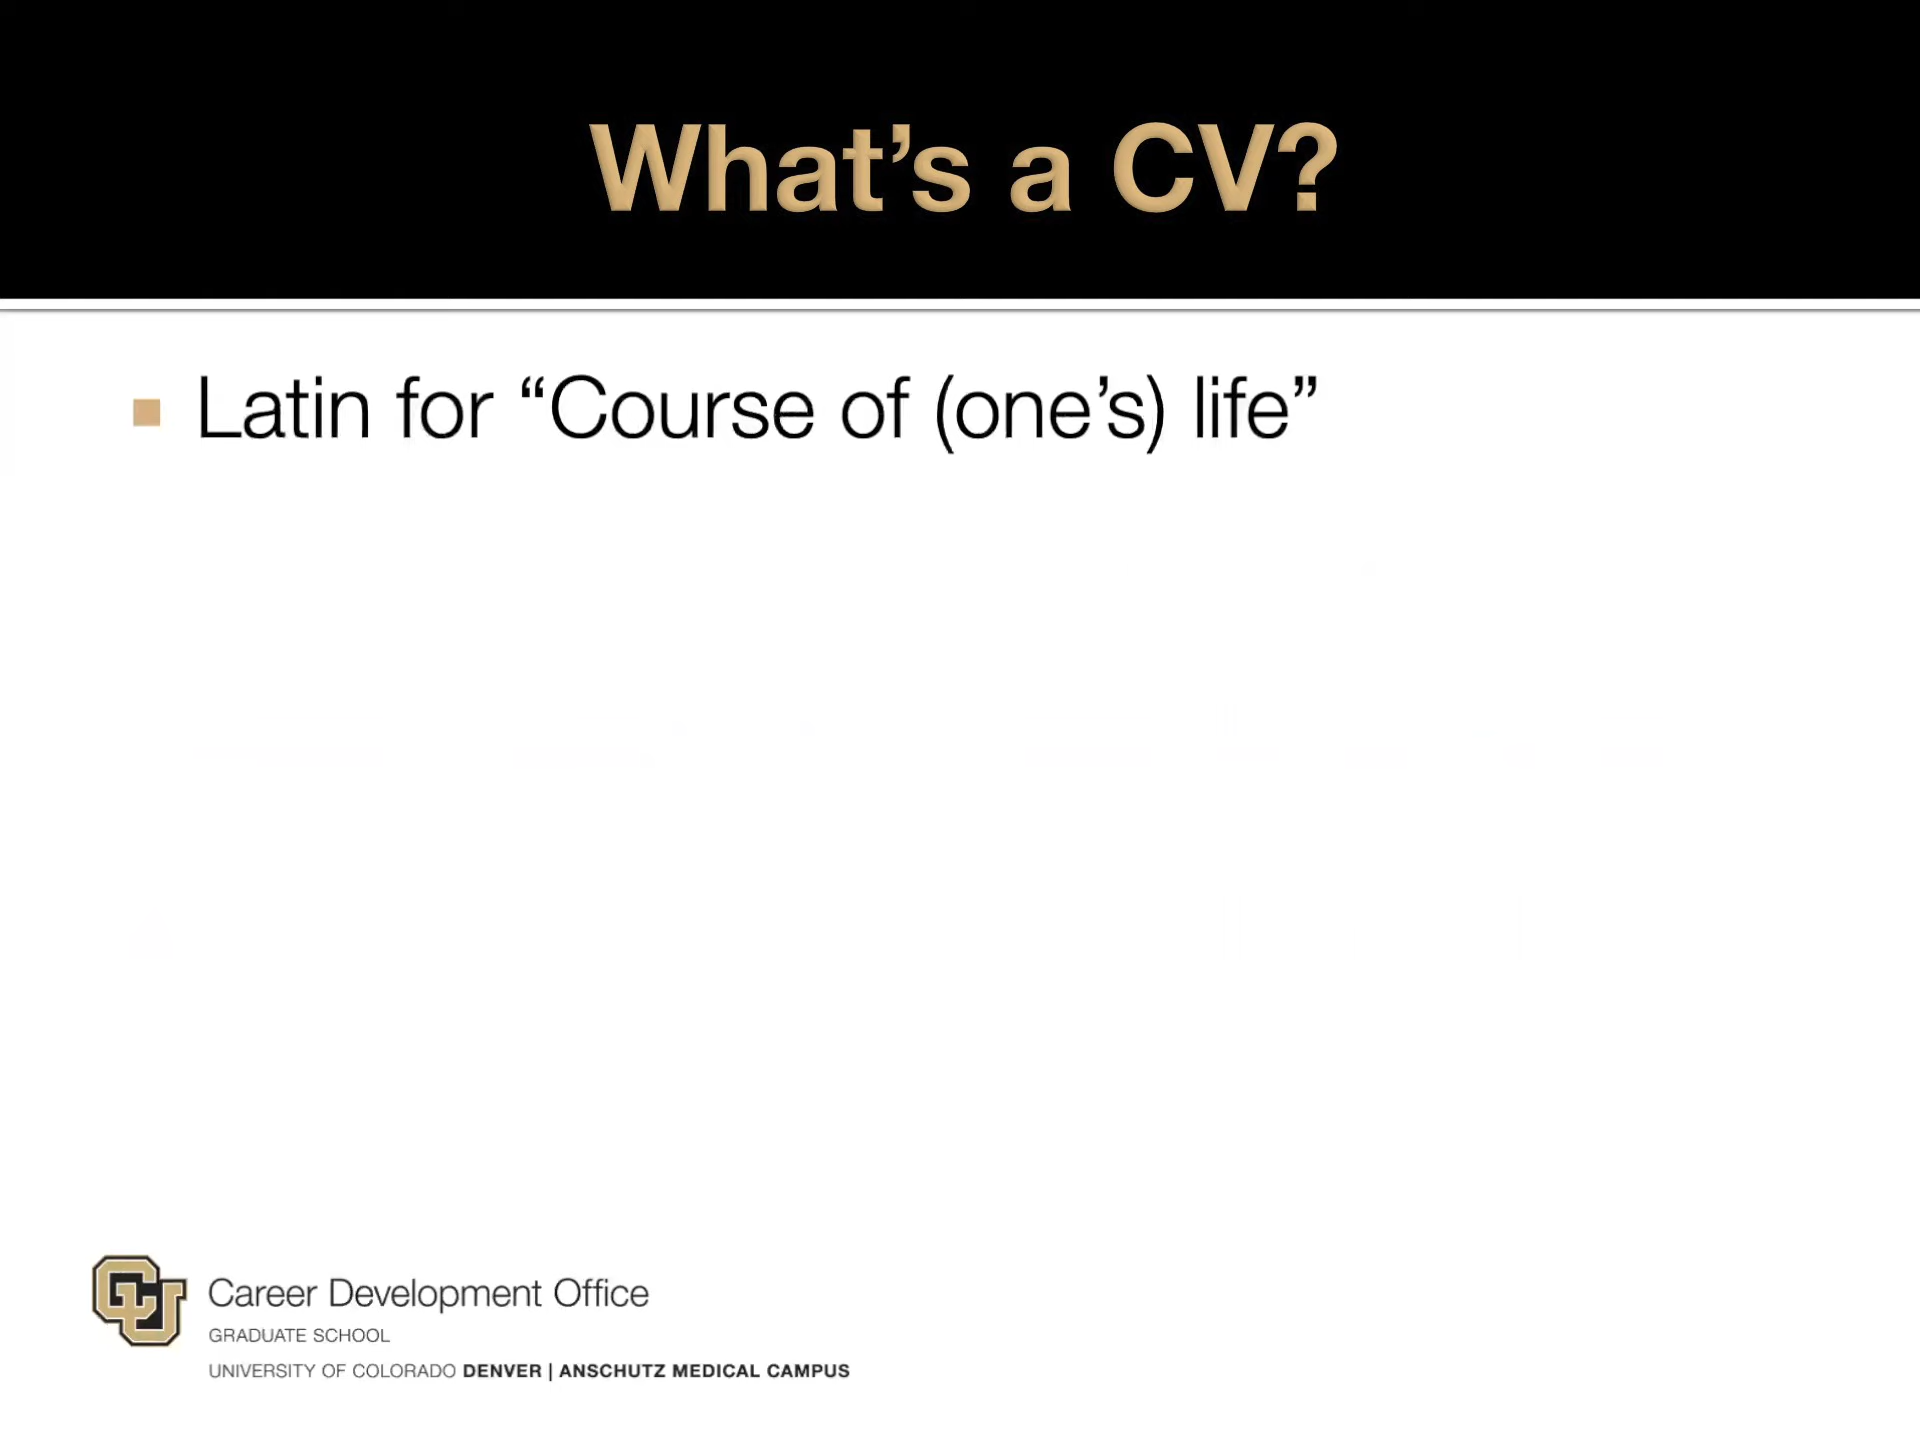 What’s a CV?
Latin for “Course of (one’s) life”
CU
Career Development Office
GRADUATE SCHOOL
UNIVERSITY OF COLORADO DENVER | ANSCHUTZ MEDICAL CAMPUS